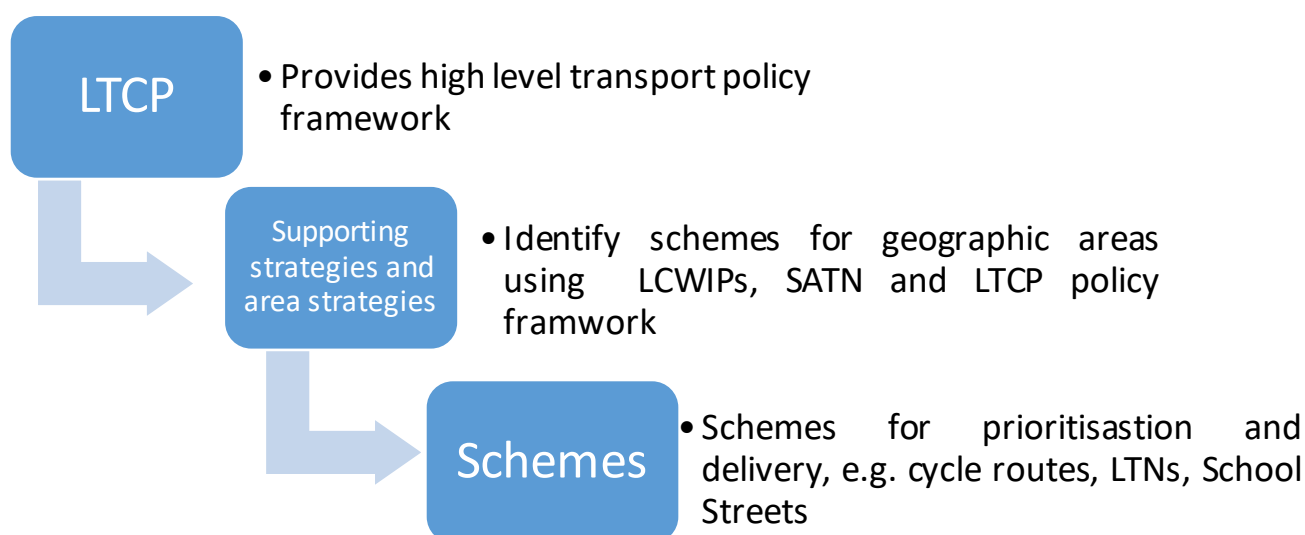 LTCP
• Provides high level transport policy
framework
Supporting
strategies and
area strategies
• Identify schemes for geographic areas
using LCWIPs, SATN and LTCP policy
framwork
Schemes
• Schemes for prioritisastion and
delivery, e.g. cycle routes, LTNs, School
Streets